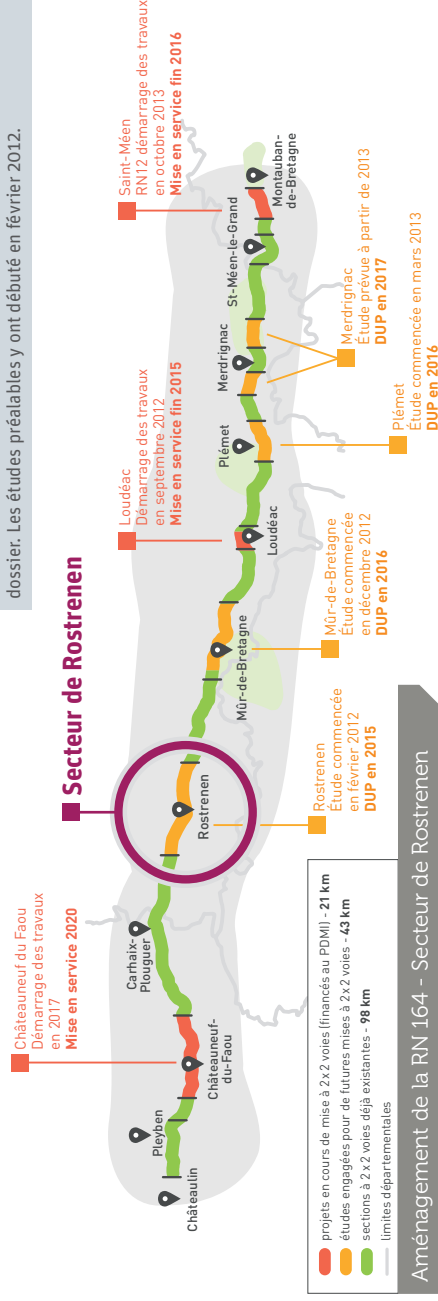 dossier. Les études préalables y ont débuté en février 2012.
Secteur de Rostrenen
Châteauneuf du Faou
Démarrage des travaux
en 2017
Mise en service 2020
Loudéac
Démarrage des travaux
en septembre 2012
Mise en service fin 2015
Saint-Méen
RN12 démarrage des travaux
en octobre 2013
Mise en service fin 2016
Châteaulin
Pleyben
Châteauneuf-
du-Faou
Carhaix-
Plouguer
Rostrenen
Mûr-de-Bretagne
Loudéac
Plémet
Merdrignac
St-Méen-le-Grand
Montauban-
de-Bretagne
Rostrenen
Étude commencée
en février 2012
DUP en 2015
Mûr-de-Bretagne
Étude commencée
en décembre 2012
DUP en 2016
Plémet
Étude commencée en mars 2013
DUP en 2016
Merdrignac
Étude prévue à partir de 2013
DUP en 2017
projets en cours de mise à 2x2 voies (financés au PDMI) - 21 km
études engagées pour de futures mises à 2x2 voies - 43 km
sections à 2x2 voies déjà existantes - 98 km
limites départementales
Aménagement de la RN 164 - Secteur de Rostrenen